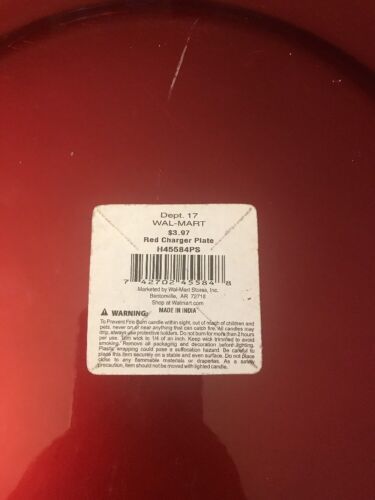 Dept. 17
WAL-MART
$3.97
Red Charger Plate
H45584PS
7 42702 45584 8
Marketed by Wal-Mart Stores, Inc.
Bentonville, AR 72716
Shop at Walmart.com
MADE IN INDIA
WARNING:
To Prevent Fire Burn candle within sight, out of reach of children and
pets, never on or near anything that can catch fire. All candles may
drip, always use protective holders. Do not burn for more than 2 hours
per use. Trim wick to 1/4 of an inch. Keep wick trimmed to avoid
smoking. Remove all packaging and decoration before lighting.
Plastic wrapping could pose a suffocation hazard. Be careful to
place this item securely on a stable and even surface. Do not place
close to any flammable materials or draperies. As a safety
precaution, item should not be moved with lighted candle.